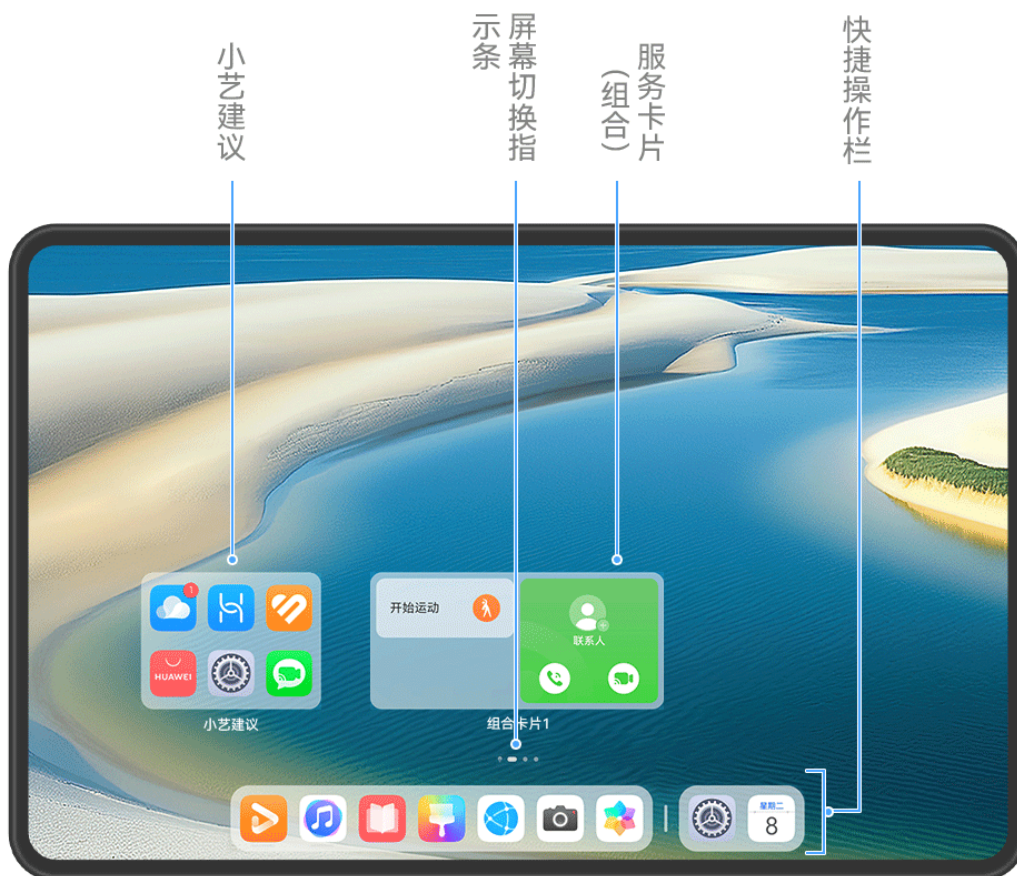 小艺建议
屏幕切换指
示条
服务卡片
(组合)
快捷操作栏
1
HUAWEI
小艺建议
开始运动
联系人
组合卡片1
星期二
8